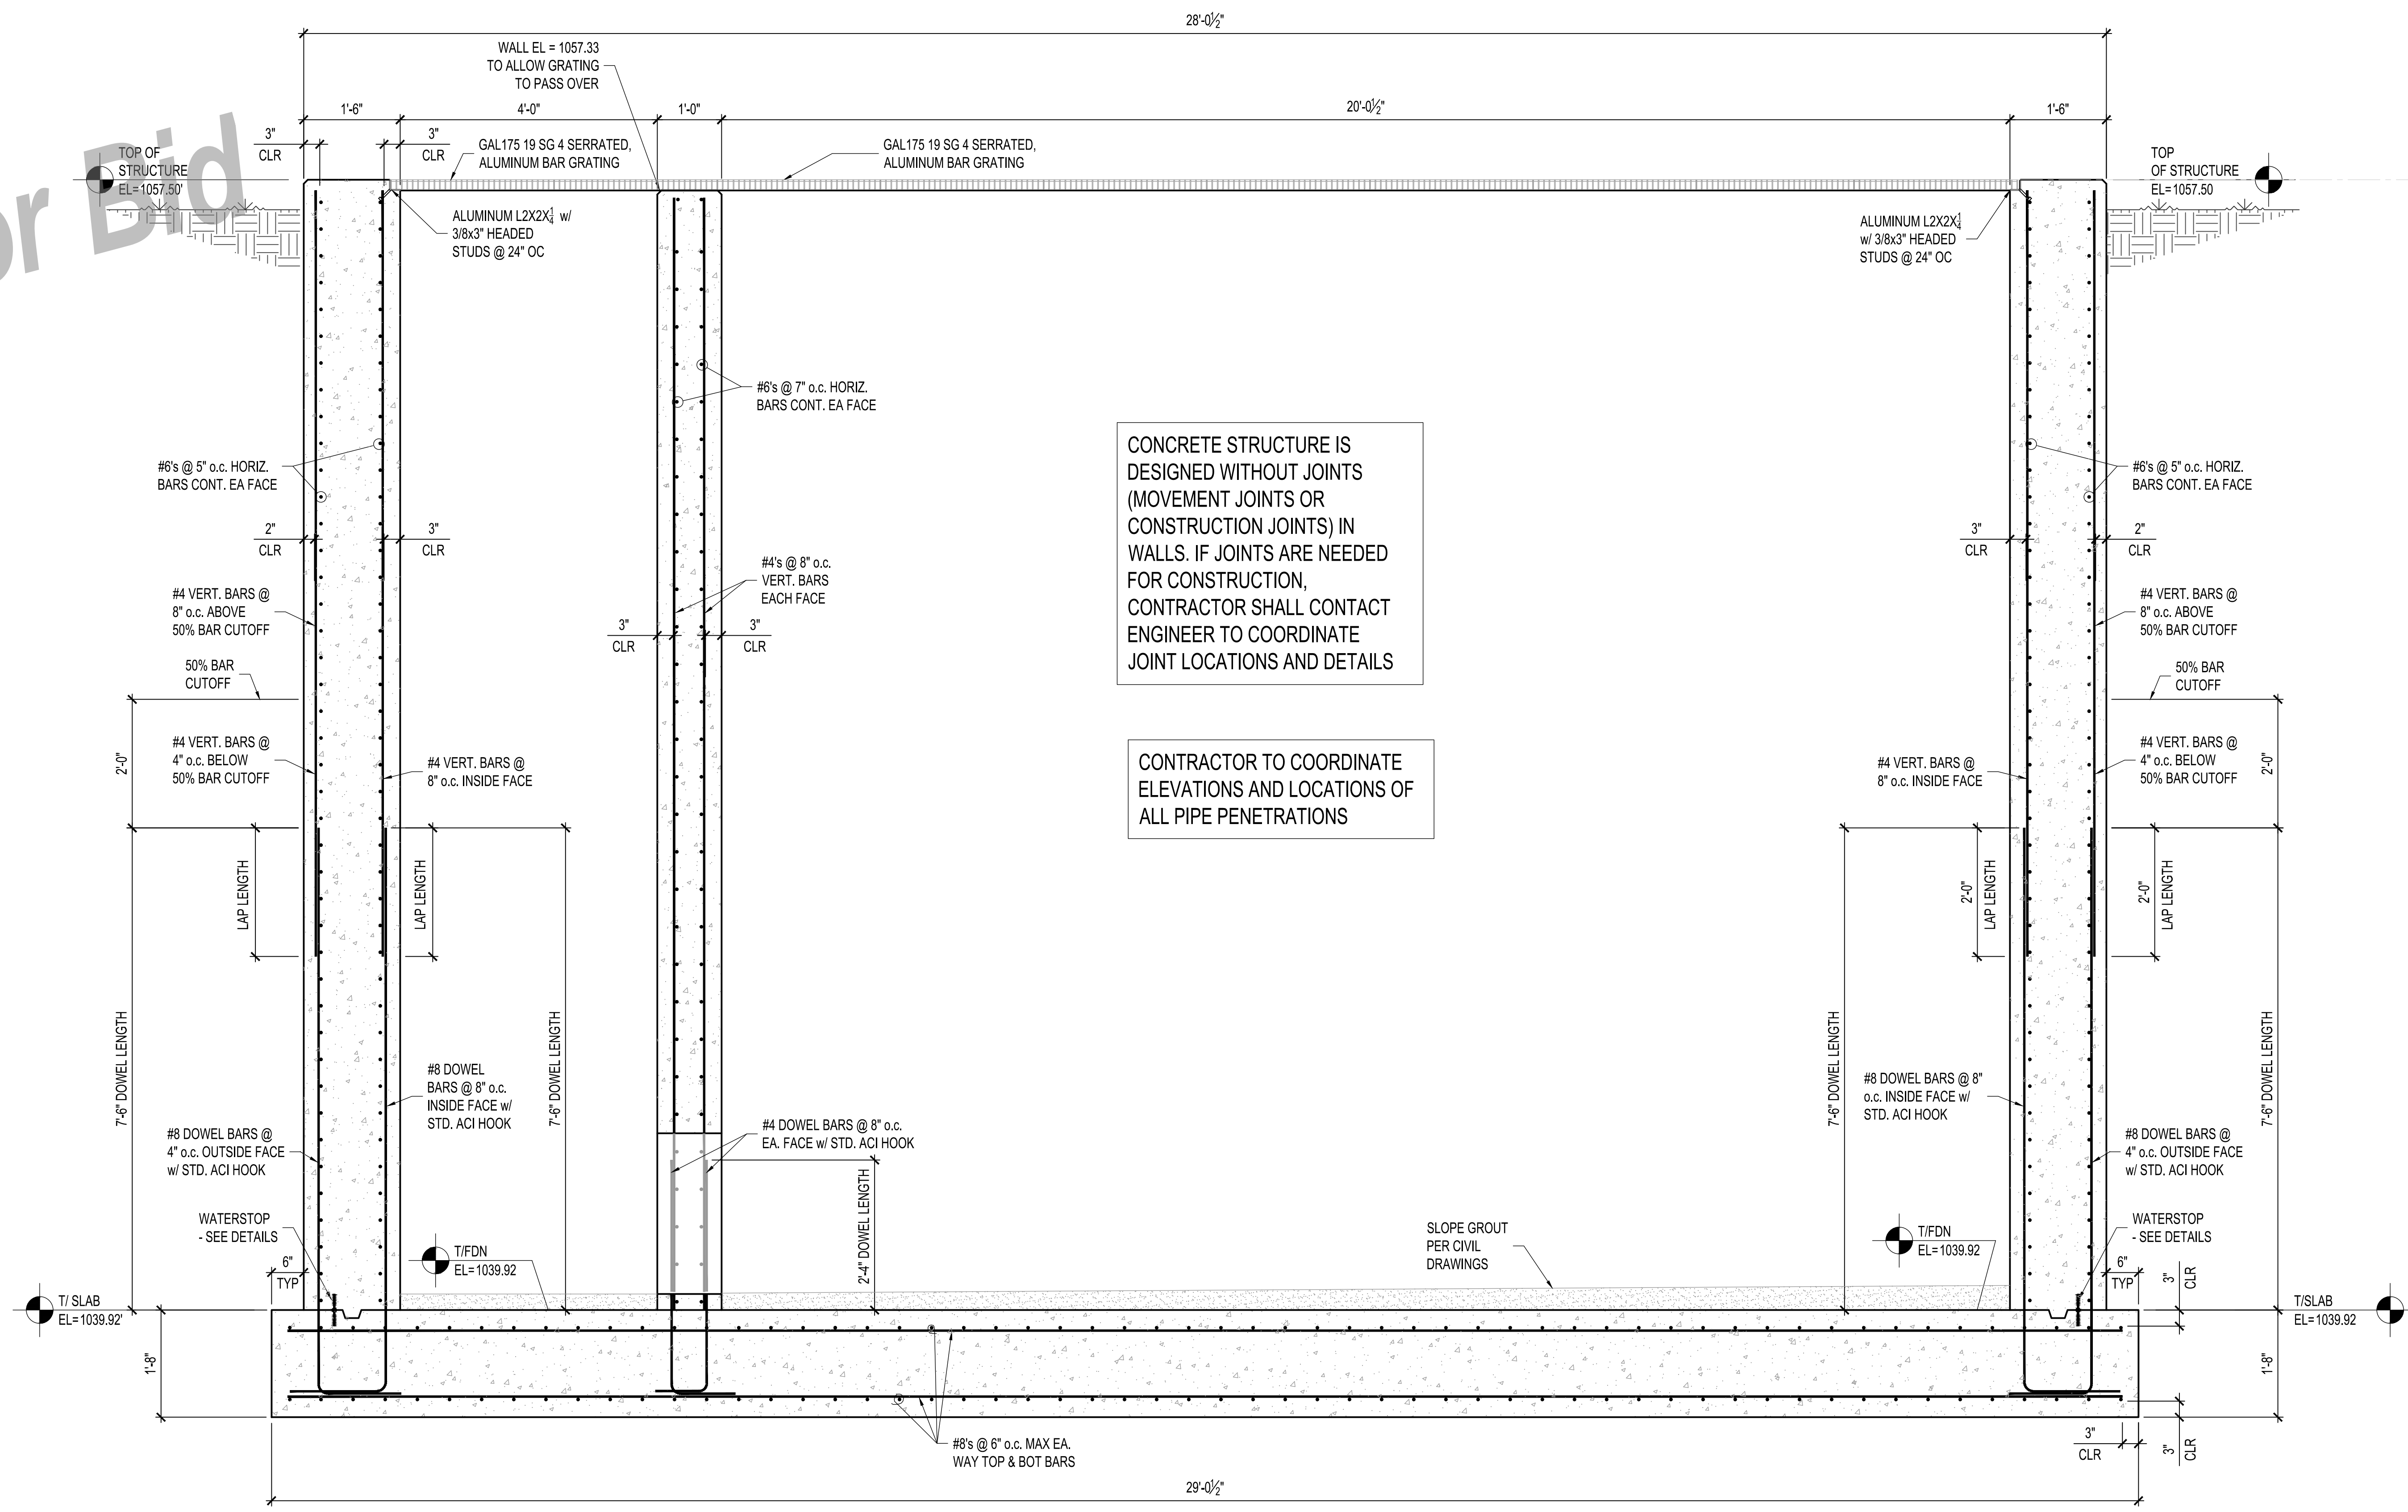 28'-0½"
WALL EL = 1057.33
TO ALLOW GRATING
TO PASS OVER
1'-6"
4'-0"
1'-0"
20'-0½"
1'-6"
or Bid
3"
CLR
3"
CLR
TOP OF
STRUCTURE
EL=1057.50'
GAL175 19 SG 4 SERRATED,
ALUMINUM BAR GRATING
GAL175 19 SG 4 SERRATED,
ALUMINUM BAR GRATING
TOP
OF STRUCTURE
EL=1057.50
ALUMINUM L2X2X¼ w/
3/8x3" HEADED
STUDS @ 24" OC
ALUMINUM L2X2X¼
w/ 3/8x3" HEADED
STUDS @ 24" OC
#6's @ 7" o.c. HORIZ.
BARS CONT. EA FACE
#6's @ 5" o.c. HORIZ.
BARS CONT. EA FACE
#6's @ 5" o.c. HORIZ.
BARS CONT. EA FACE
CONCRETE STRUCTURE IS
DESIGNED WITHOUT JOINTS
(MOVEMENT JOINTS OR
CONSTRUCTION JOINTS) IN
WALLS. IF JOINTS ARE NEEDED
FOR CONSTRUCTION,
CONTRACTOR SHALL CONTACT
ENGINEER TO COORDINATE
JOINT LOCATIONS AND DETAILS
2"
CLR
3"
CLR
3"
CLR
2"
CLR
#4's @ 8" o.c.
VERT. BARS
EACH FACE
3"
CLR
3"
CLR
#4 VERT. BARS @
8" o.c. ABOVE
50% BAR CUTOFF
#4 VERT. BARS @
8" o.c. ABOVE
50% BAR CUTOFF
50% BAR
CUTOFF
50% BAR
CUTOFF
2'-0"
#4 VERT. BARS @
4" o.c. BELOW
50% BAR CUTOFF
#4 VERT. BARS @
8" o.c. INSIDE FACE
CONTRACTOR TO COORDINATE
ELEVATIONS AND LOCATIONS OF
ALL PIPE PENETRATIONS
#4 VERT. BARS @
8" o.c. INSIDE FACE
#4 VERT. BARS @
4" o.c. BELOW
50% BAR CUTOFF
2'-0"
LAP LENGTH
LAP LENGTH
2'-0"
LAP LENGTH
2'-0"
LAP LENGTH
7'-6" DOWEL LENGTH
7'-6" DOWEL LENGTH
7'-6" DOWEL LENGTH
7'-6" DOWEL LENGTH
#8 DOWEL
BARS @ 8" o.c.
INSIDE FACE w/
STD. ACI HOOK
#8 DOWEL BARS @ 8"
o.c. INSIDE FACE w/
STD. ACI HOOK
#8 DOWEL BARS @
4" o.c. OUTSIDE FACE
w/ STD. ACI HOOK
#4 DOWEL BARS @ 8" o.c.
EA. FACE w/ STD. ACI HOOK
#8 DOWEL BARS @
4" o.c. OUTSIDE FACE
w/ STD. ACI HOOK
2'-4" DOWEL LENGTH
WATERSTOP
- SEE DETAILS
WATERSTOP
- SEE DETAILS
SLOPE GROUT
PER CIVIL
DRAWINGS
T/FDN
EL=1039.92
T/FDN
EL=1039.92
6"
TYP
6"
TYP
3"
CLR
T/ SLAB
EL=1039.92'
T/SLAB
EL=1039.92
1'-8"
1'-8"
#8's @ 6" o.c. MAX EA.
WAY TOP & BOT BARS
3"
CLR
3"
CLR
29'-0½"